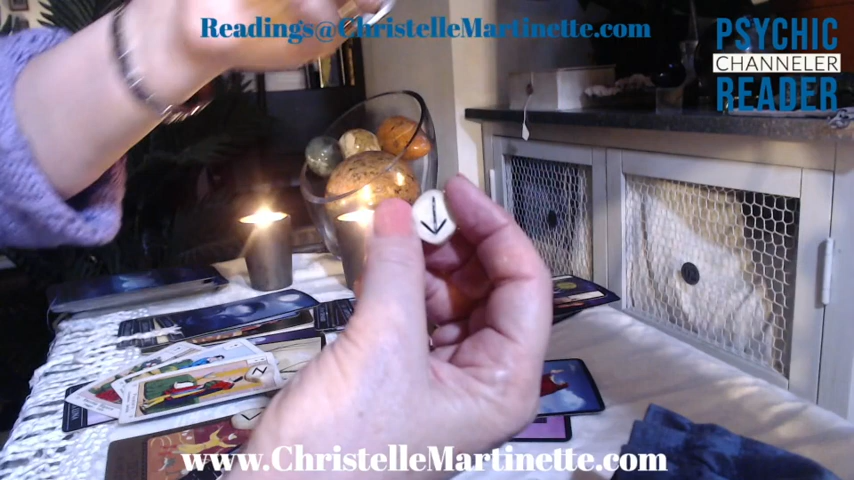 Readings@ChristelleMartinette.com
PSYCHIC
CHANNELER
READER
www.ChristelleMartinette.com